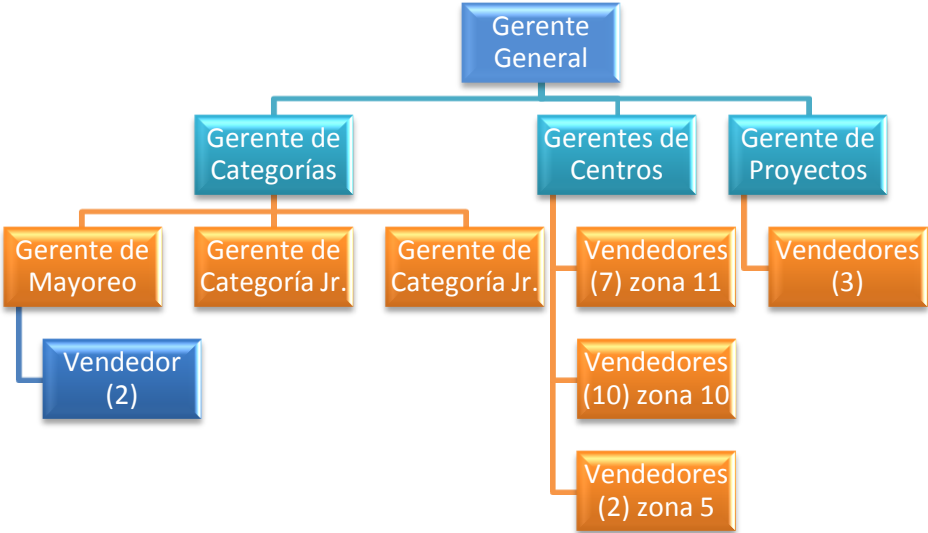 Gerente
General
Gerente de
Categorías
Gerentes de
Centros
Gerente de
Proyectos
Gerente de
Mayoreo
Gerente de
Categoría Jr.
Gerente de
Categoría Jr.
Vendedores
(7) zona 11
Vendedores
(3)
Vendedor
(2)
Vendedores
(10) zona 10
Vendedores
(2) zona 5